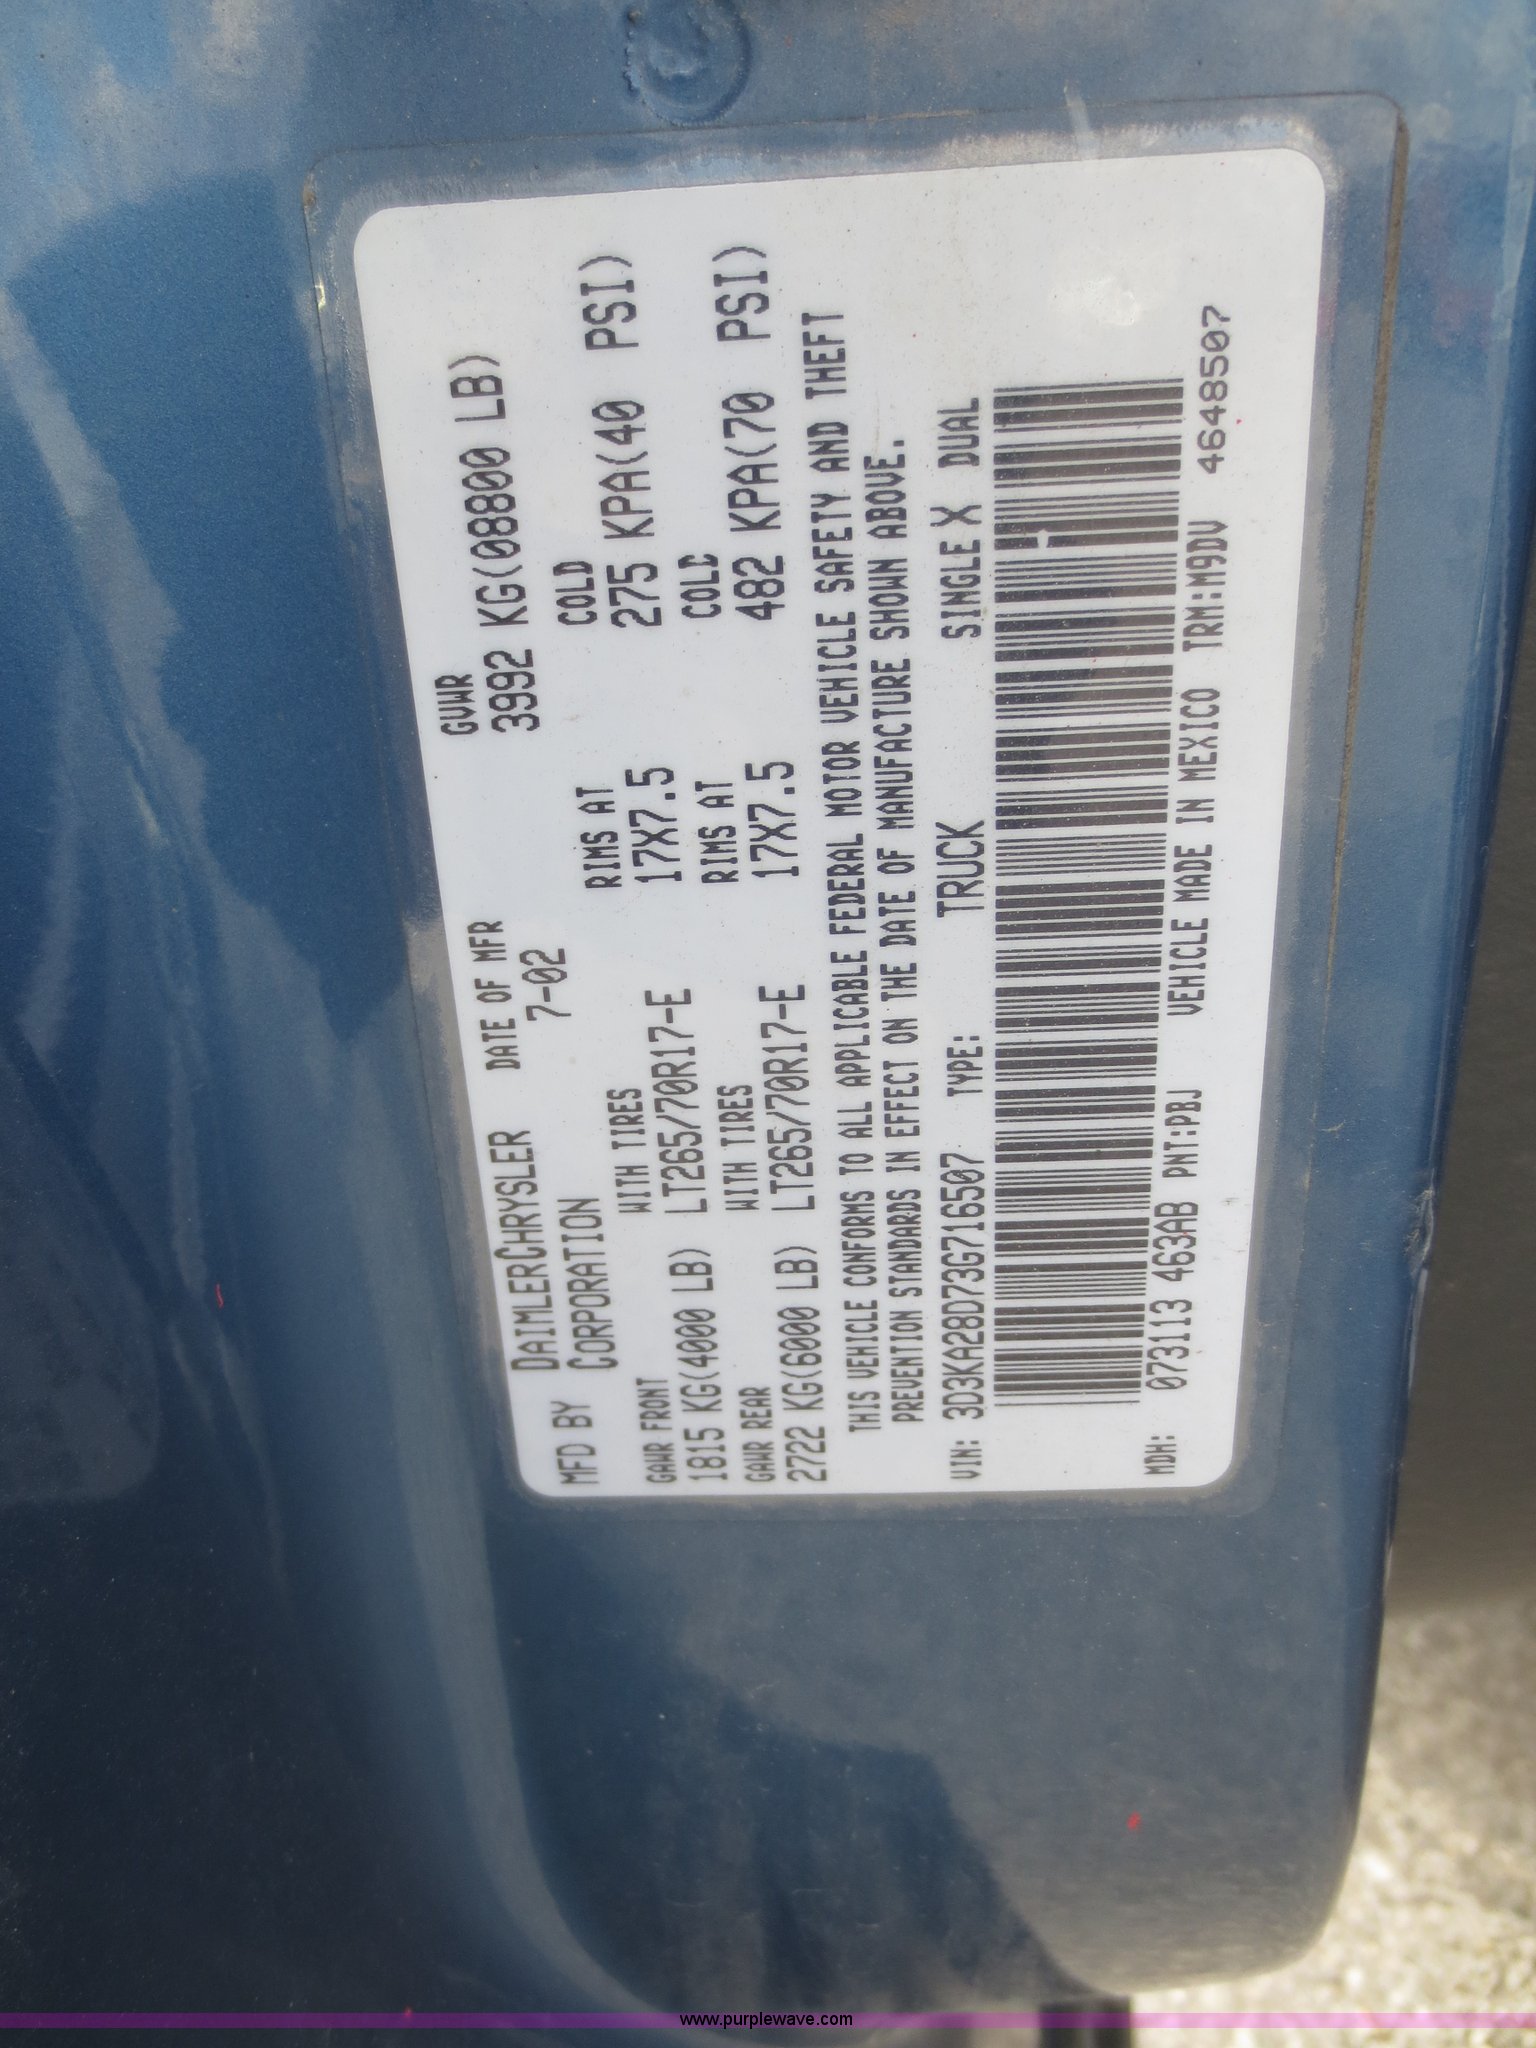 MFD BY DAIMLERCHRYSLER CORPORATION DATE OF MFR 7-02 GVWR 3992 KG(08800 LB)
GAWR FRONT WITH TIRES RIMS AT COLD
1815 KG(4000 LB) LT265/70R17-E 17X7.5 275 KPA(40 PSI)
GAWR REAR WITH TIRES RIMS AT COLD
2722 KG(6000 LB) LT265/70R17-E 17X7.5 482 KPA(70 PSI)
THIS VEHICLE CONFORMS TO ALL APPLICABLE FEDERAL MOTOR VEHICLE SAFETY AND THEFT
PREVENTION STANDARDS IN EFFECT ON THE DATE OF MANUFACTURE SHOWN ABOVE.
VIN: 3D3KA28D73G716507 TYPE: TRUCK SINGLE X DUAL
MDH: 073113 463AB PNT:PBJ VEHICLE MADE IN MEXICO TRM:M9DV 4648507
www.purplewave.com